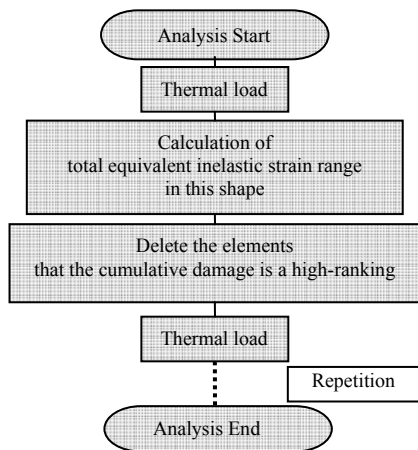 Analysis Start
Thermal load
Calculation of
total equivalent inelastic strain range
in this shape
Delete the elements
that the cumulative damage is a high-ranking
Thermal load
Repetition
Analysis End